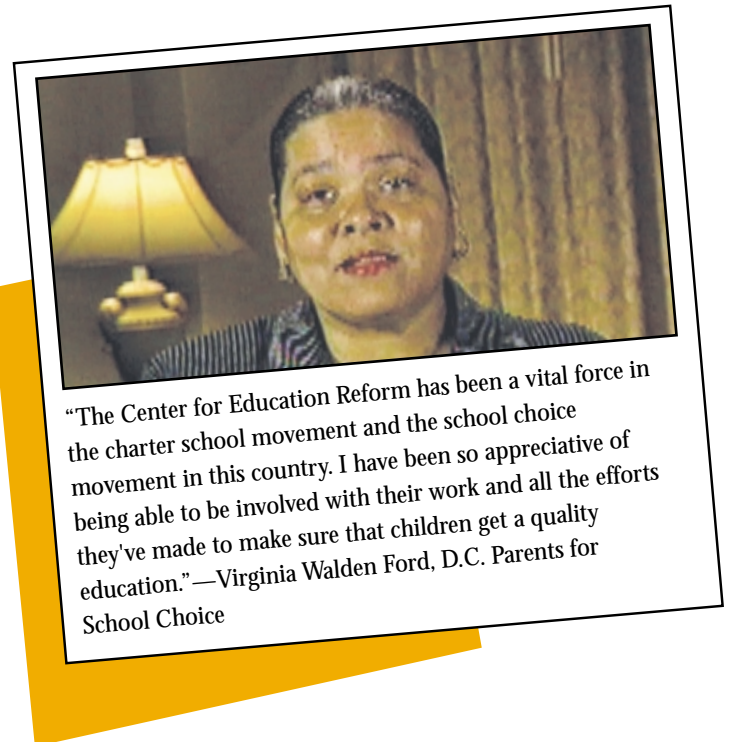 “The Center for Education Reform has been a vital force in
the charter school movement and the school choice
movement in this country. I have been so appreciative of
being able to be involved with their work and all the efforts
they've made to make sure that children get a quality
education.”—Virginia Walden Ford, D.C. Parents for
School Choice